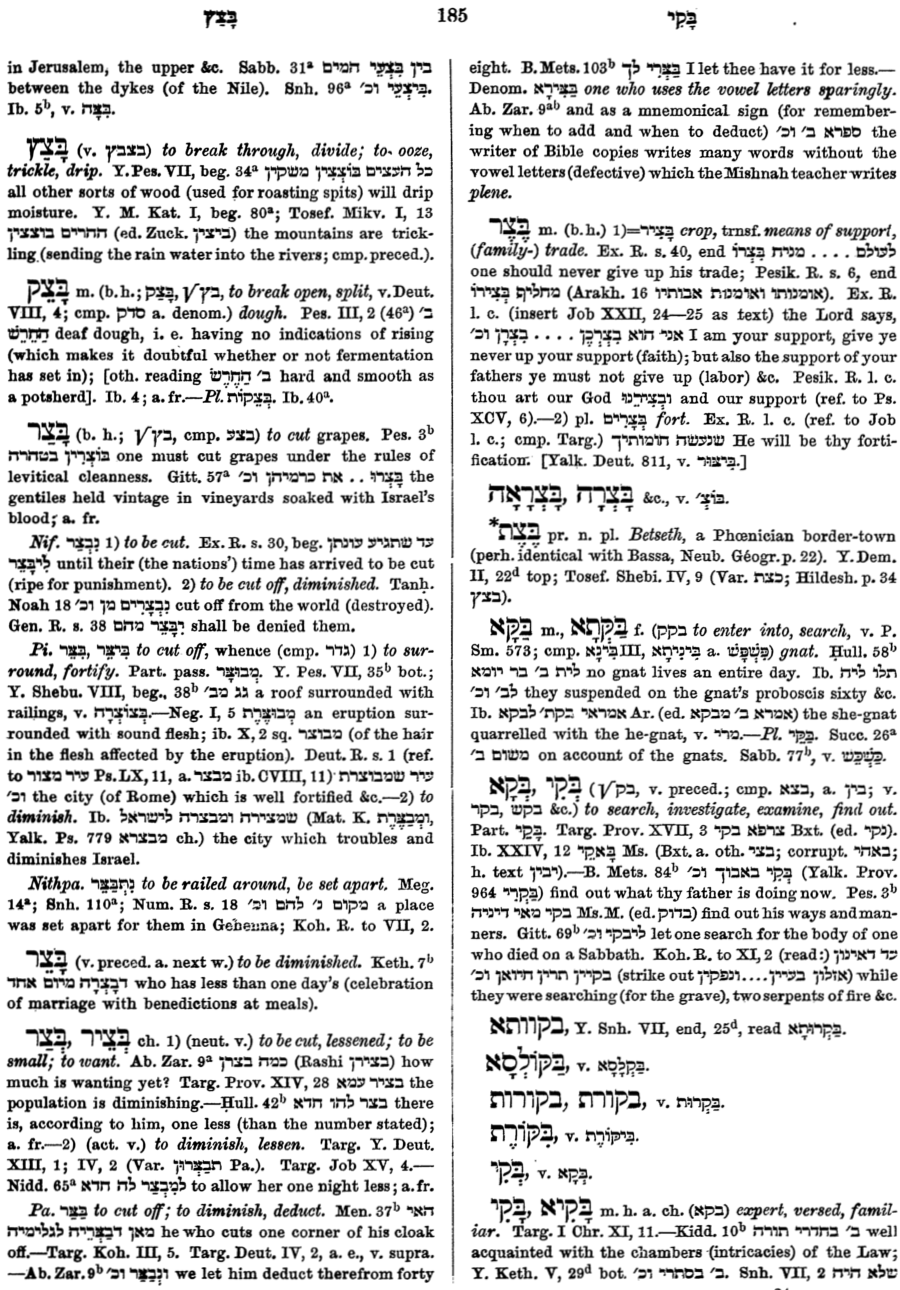 בָּצַץ 185 בָּקִי
in Jerusalem, the upper &c. Sabb. 31ᵃ בין בִּצְעֵי המים
between the dykes (of the Nile). Snh. 96ᵃ בִּיצְעֵי וכ׳.
Ib. 5ᵇ, v. בִּצָּה.
בָּצַץ (v. בצבץ) to break through, divide; to ooze,
trickle, drip. Y. Pes. VII, beg. 34ᵃ כל העצים בּוֹצְצִין משקין
all other sorts of wood (used for roasting spits) will drip
moisture. Y. M. Kat. I, beg. 80ᵃ; Tosef. Mikv. I, 13
ההרים בוצצין (ed. Zuck. ביצין) the mountains are trick-
ling (sending the rain water into the rivers; cmp. preced.).
בָּצֵק m. (b. h.; בָּצֵק, √בץ, to break open, split, v. Deut.
VIII, 4; cmp. סדק a. denom.) dough. Pes. III, 2 (46ᵃ) ב׳
הַחֵרֵשׁ deaf dough, i. e. having no indications of rising
(which makes it doubtful whether or not fermentation
has set in); [oth. reading ב׳ הַחֶרֶשׂ hard and smooth as
a potsherd]. Ib. 4; a. fr.—Pl. בְּצֵקוֹת. Ib. 40ᵃ.
בָּצַר (b. h.; √בץ, cmp. בצע) to cut grapes. Pes. 3ᵇ
בּוֹצְרִין בטהרה one must cut grapes under the rules of
levitical cleanness. Gitt. 57ᵃ בָּצְרוּ .. את כרמיהן וכ׳ the
gentiles held vintage in vineyards soaked with Israel's
blood; a. fr.
Nif. נִבְצַר 1) to be cut. Ex. R. s. 30, beg. עד שתגיע עונתן
לִיבָּצֵר until their (the nations') time has arrived to be cut
(ripe for punishment). 2) to be cut off, diminished. Tanḥ.
Noah 18 נִבְצָרִים מן וכ׳ cut off from the world (destroyed).
Gen. R. s. 38 יִבָּצֵר מהם shall be denied them.
Pi. בִּיצֵּר, בִּצֵּר to cut off, whence (cmp. גדר) 1) to sur-
round, fortify. Part. pass. מְבוּצָּר. Y. Pes. VII, 35ᵇ bot.;
Y. Shebu. VIII, beg., 38ᵇ גג מב׳ a roof surrounded with
railings, v. בְּצוֹצְרָה.—Neg. I, 5 מְבוּצֶּרֶת an eruption sur-
rounded with sound flesh; ib. X, 2 sq. מבוצר (of the hair
in the flesh affected by the eruption). Deut. R. s. 1 (ref.
to עיר מצור Ps. LX, 11, a. מבצר ib. CVIII, 11) עיר שמבוצרת
וכ׳ the city (of Rome) which is well fortified &c.—2) to
diminish. Ib. שמצירה ומבצרה לישראל (Mat. K. וּמְבַצֶּרֶת,
Yalk. Ps. 779 מבצרא ch.) the city which troubles and
diminishes Israel.
Nithpa. נִתְבַּצֵּר to be railed around, be set apart. Meg.
14ᵃ; Snh. 110ᵃ; Num. R. s. 18 מקום נ׳ להם וכ׳ a place
was set apart for them in Gehenna; Koh. R. to VII, 2.
בָּצֵר (v. preced. a. next w.) to be diminished. Keth. 7ᵇ
דבָצְרָה מיום אחד who has less than one day's (celebration
of marriage with benedictions at meals).
בְּצַר, בְּצֵיר ch. 1) (neut. v.) to be cut, lessened; to be
small; to want. Ab. Zar. 9ᵃ כמה בצרן (Rashi בצירן) how
much is wanting yet? Targ. Prov. XIV, 28 בציר עמא the
population is diminishing.—Ḥull. 42ᵇ בצר להו חדא there
is, according to him, one less (than the number stated);
a. fr.—2) (act. v.) to diminish, lessen. Targ. Y. Deut.
XIII, 1; IV, 2 (Var. תבַצְּרוּן Pa.). Targ. Job XV, 4.—
Nidd. 65ᵃ לְמִבְצַר לה חדא to allow her one night less; a. fr.
Pa. בַּצַּר to cut off; to diminish, deduct. Men. 37ᵇ האי
מאן דבַצְּרֵיהּ לגלימיה he who cuts one corner of his cloak
off.—Targ. Koh. III, 5. Targ. Deut. IV, 2, a. e., v. supra.
—Ab. Zar. 9ᵇ וּנְבַצַּר וכ׳ we let him deduct therefrom forty
eight. B. Mets. 103ᵇ בַּצְּרִי לך I let thee have it for less.—
Denom. בַּצִּירָא one who uses the vowel letters sparingly.
Ab. Zar. 9ᵃᵇ and as a mnemonic sign (for remember-
ing when to add and when to deduct) ספרא ב׳ וכ׳ the
writer of Bible copies writes many words without the
vowel letters (defective) which the Mishnah teacher writes
plene.
בֶּצֶר m. (b. h.) 1)=בָּצִיר crop, trnsf. means of support,
(family-) trade. Ex. R. s. 40, end לעולם .... מניח בִּצְרוֹ
one should never give up his trade; Pesik. R. s. 6, end
מחליף בְּצִירוֹ (Arakh. 16 אומנותו ואומנות אבותיו). Ex. R.
l. c. (insert Job XXII, 24—25 as text) the Lord says,
אני הוא בִצְרְכֶן .... בִּצְרָן וכ׳ I am your support, give ye
never up your support (faith); but also the support of your
fathers ye must not give up (labor) &c. Pesik. R. l. c.
thou art our God וּבְצִירֵנוּ and our support (ref. to Ps.
XCV, 6).—2) pl. בְּצָרִים fort. Ex. R. l. c. (ref. to Job
l. c.; cmp. Targ.) שנעשה חומותיך He will be thy forti-
fication. [Yalk. Deut. 811, v. בִּיצּוּר.]
בָּצְרָה, בָּצְרָאָה &c., v. בּוֹצ׳.
*בֶּצֶת pr. n. pl. Betseth, a Phœnician border-town
(perh. identical with Bassa, Neub. Géogr. p. 22). Y. Dem.
II, 22ᵈ top; Tosef. Shebi. IV, 9 (Var. כצת; Hildesh. p. 34
בצץ).
בַּקָּא m., בַּקְּתָא f. (בקק to enter into, search, v. P.
Sm. 573; cmp. בִּינָא III, בִּינִיתָא a. פִּשְׁפֵּשׁ) gnat. Ḥull. 58ᵇ
לית ב׳ בר יומא no gnat lives an entire day. Ib. תלו ליה
לב׳ וכ׳ they suspended on the gnat's proboscis sixty &c.
Ib. אמראי בקת׳ לבקא Ar. (ed. אמרא ב׳ מבקא) the she-gnat
quarrelled with the he-gnat, v. מרי.—Pl. בַּקֵּי. Succ. 26ᵃ
משום ב׳ on account of the gnats. Sabb. 77ᵇ, v. כַּשְׁכֵּשׁ.
בְּקָא, בְּקִי (√בק, v. preced.; cmp. בצא, a. בין; v.
בקר, בקש &c.) to search, investigate, examine, find out.
Part. בָּקֵי. Targ. Prov. XVII, 3 צרפא בקי Bxt. (ed. נקי).
Ib. XXIV, 12 בָּאקֵי Ms. (Bxt. a. oth. בצי; corrupt. באהי;
h. text יבין).—B. Mets. 84ᵇ בְּקִי באבוך וכ׳ (Yalk. Prov.
964 בַּקְּרִי) find out what thy father is doing now. Pes. 3ᵇ
בקי מאי דיניה Ms. M. (ed. בדוק) find out his ways and man-
ners. Gitt. 69ᵇ ליבקי וכ׳ let one search for the body of one
who died on a Sabbath. Koh. R. to XI, 2 (read:) עד דאינון
בקיין תרין חיוואן וכ׳ (strike out אזלון בעיין....ונפקין) while
they were searching (for the grave), two serpents of fire &c.
בקוותא, Y. Snh. VII, end, 25ᵈ, read בַּקְרוּתָא.
בַּקּוֹלְסָא, v. בַּקְלָסָא.
בקורת, בקורות, v. בַּקְרוּת.
בִּקּוֹרֶת, v. בִּיקּוֹרֶת.
בְּקִי, v. בְּקָא.
בָּקִי, בָּקִיא m. h. a. ch. (בקא) expert, versed, famil-
iar. Targ. I Chr. XI, 11.—Kidd. 10ᵇ ב׳ בחדרי תורה well
acquainted with the chambers (intricacies) of the Law;
Y. Keth. V, 29ᵈ bot. ב׳ בסתרי וכ׳. Snh. VII, 2 שלא היה